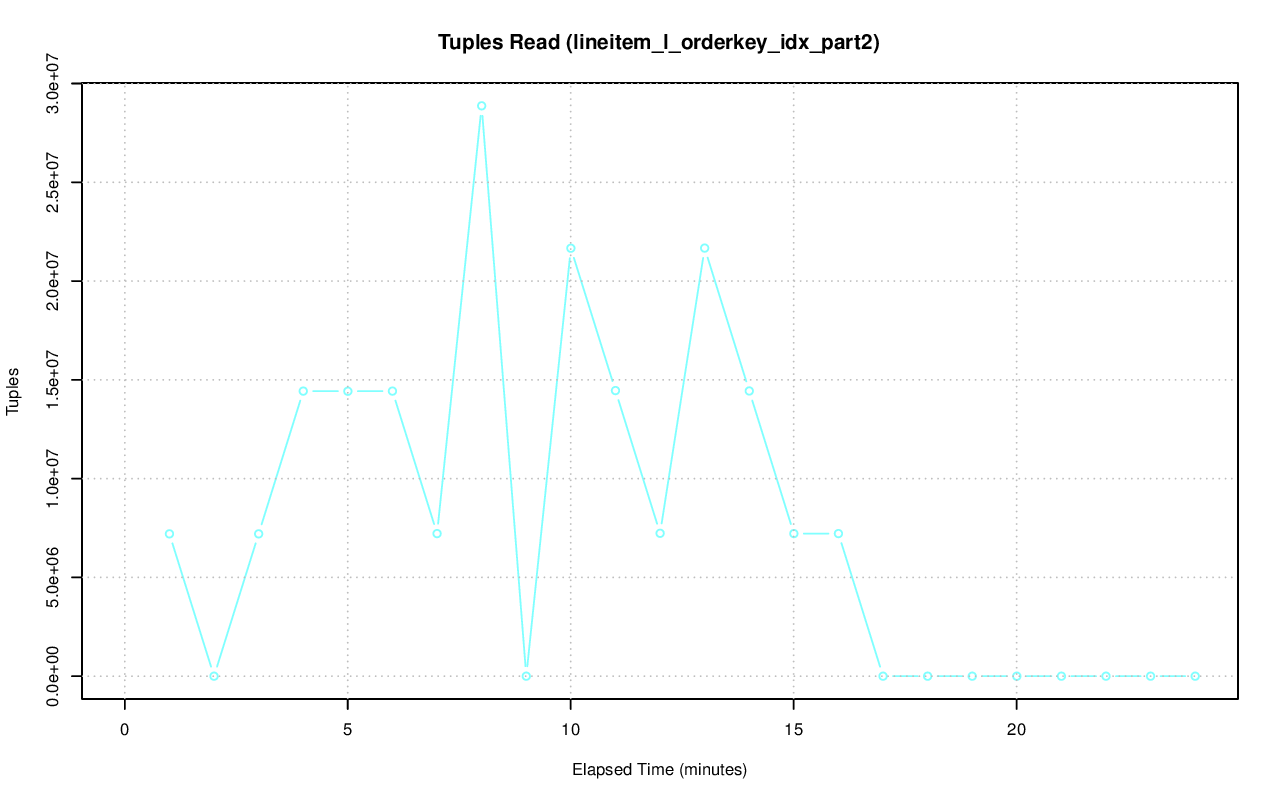 Tuples Read (lineitem_l_orderkey_idx_part2)
Tuples
3.0e+07
2.5e+07
2.0e+07
1.5e+07
1.0e+07
5.0e+06
0.0e+00
0 5 10 15 20
Elapsed Time (minutes)